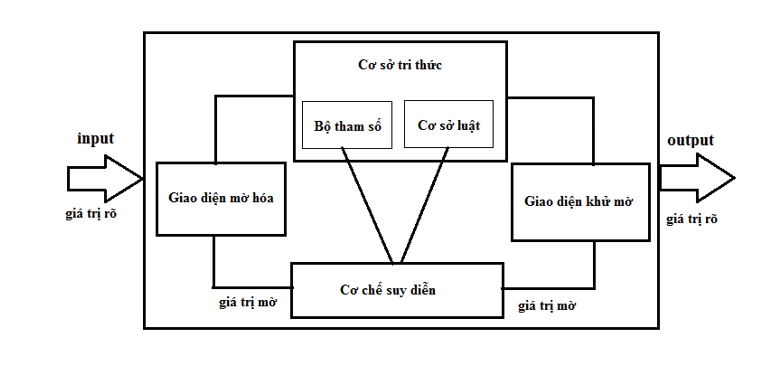 Cơ sở tri thức
Bộ tham số
Cơ sở luật
input
output
giá trị rõ
Giao diện mờ hóa
Giao diện khử mờ
giá trị rõ
Cơ chế suy diễn
giá trị mờ
giá trị mờ